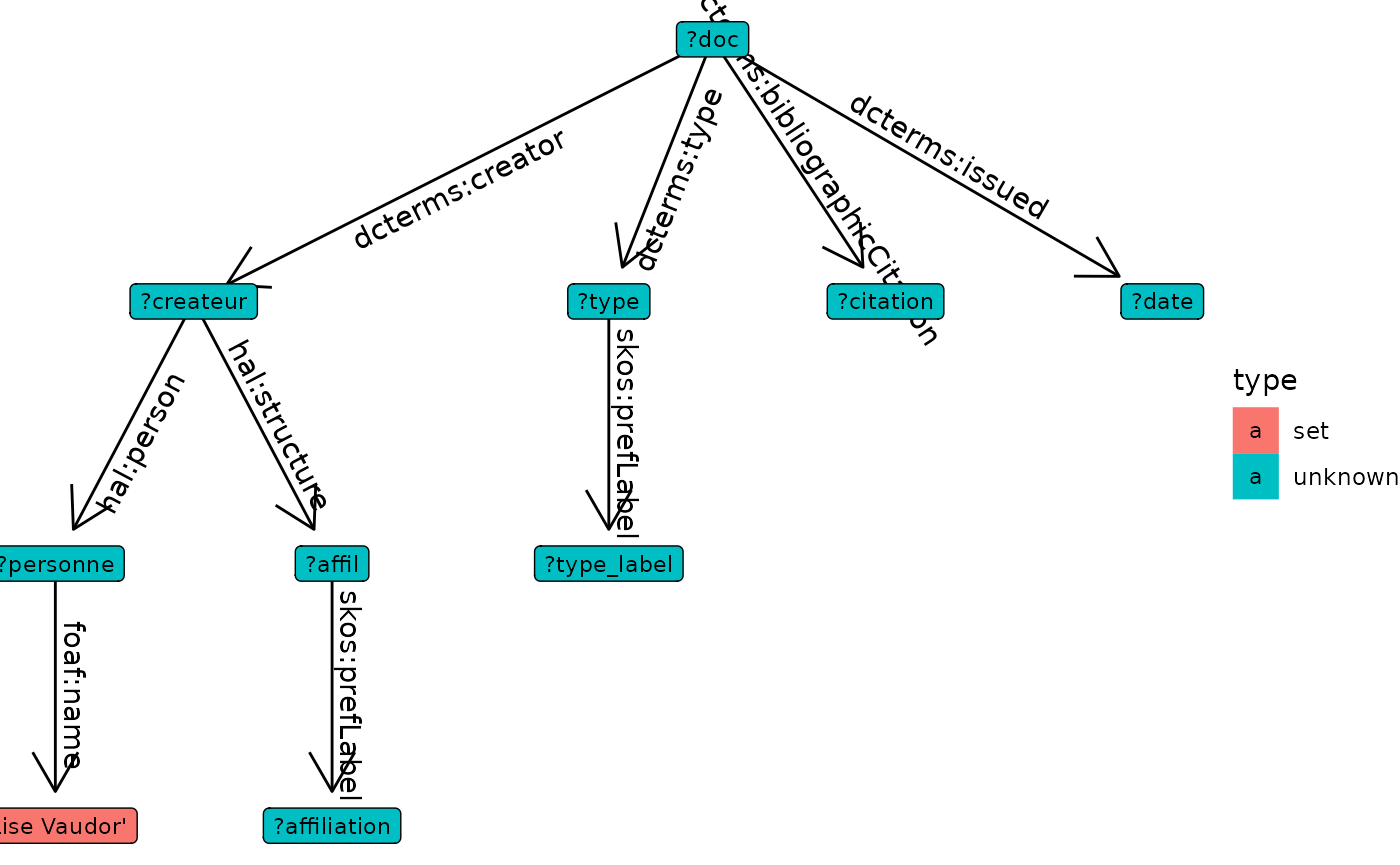 ?doc
dcterms:creator
dcterms:type
dcterms:bibliographicCitation
dcterms:issued
?createur
?type
?citation
?date
hal:person
hal:structure
skos:prefLabel
type
a set
a unknown
?personne
?affil
?type_label
foaf:name
skos:prefLabel
ise Vaudor'
?affiliation